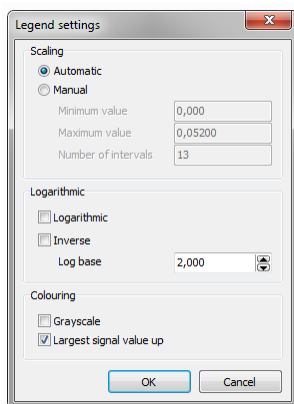 Legend settings
Scaling
Automatic
Manual
Minimum value 0,000
Maximum value 0,05200
Number of intervals 13
Logarithmic
Logarithmic
Inverse
Log base 2,000
Colouring
Grayscale
Largest signal value up
OK Cancel